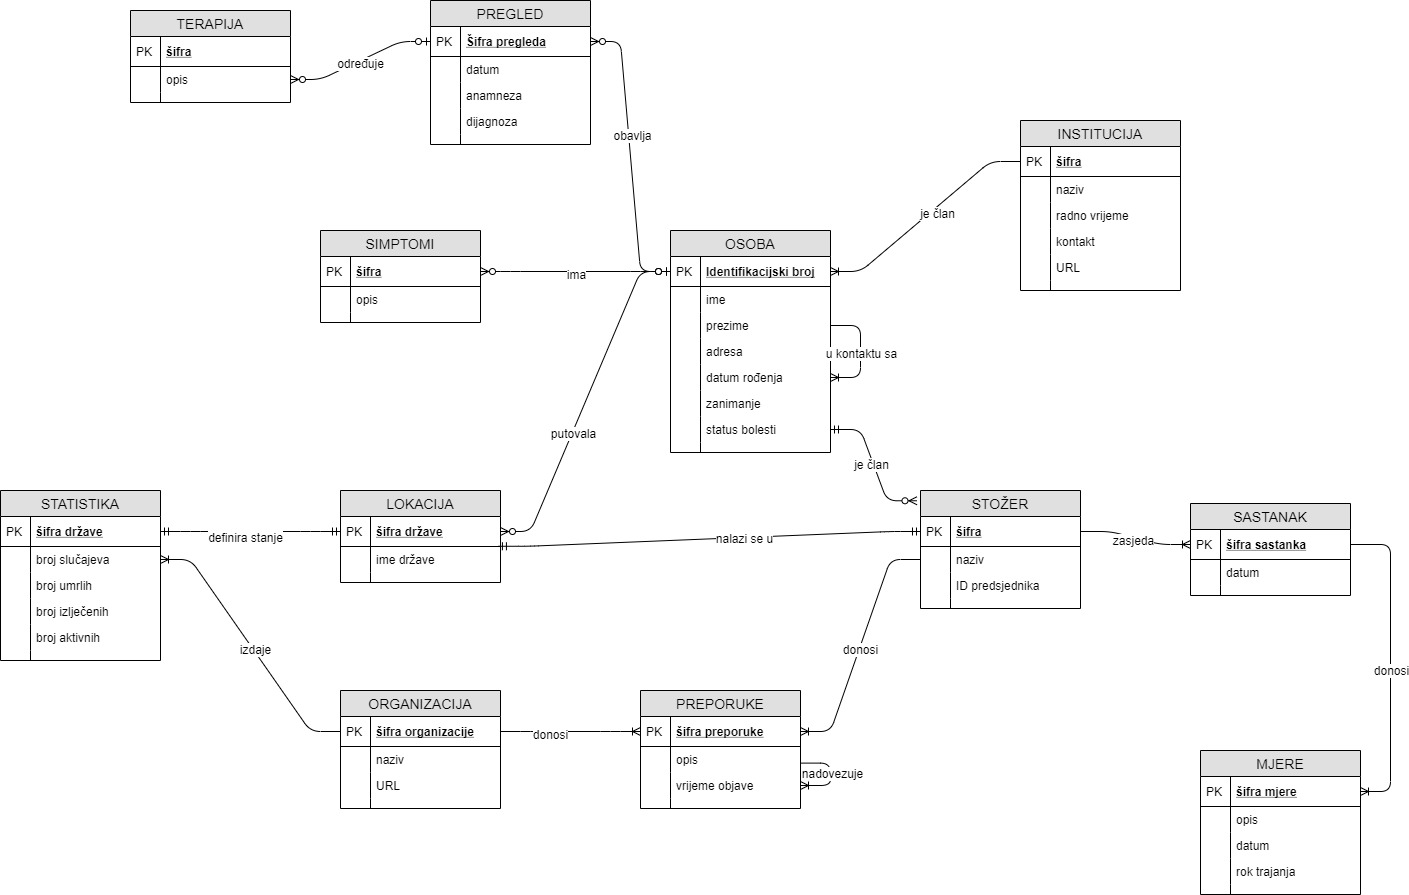 TERAPIJA
PK šifra
opis
PREGLED
PK Šifra pregleda
datum
anamneza
dijagnoza
određuje
obavlja
INSTITUCIJA
PK šifra
naziv
radno vrijeme
kontakt
URL
je član
SIMPTOMI
PK šifra
opis
ima
OSOBA
PK Identifikacijski broj
ime
prezime
adresa
datum rođenja
zanimanje
status bolesti
u kontaktu sa
putovala
je član
STATISTIKA
PK šifra države
broj slučajeva
broj umrlih
broj izlječenih
broj aktivnih
definira stanje
LOKACIJA
PK šifra države
ime države
nalazi se u
STOŽER
PK šifra
naziv
ID predsjednika
zasjeda
SASTANAK
PK šifra sastanka
datum
izdaje
donosi
donosi
ORGANIZACIJA
PK šifra organizacije
naziv
URL
donosi
PREPORUKE
PK šifra preporuke
opis
vrijeme objave
nadovezuje
MJERE
PK šifra mjere
opis
datum
rok trajanja